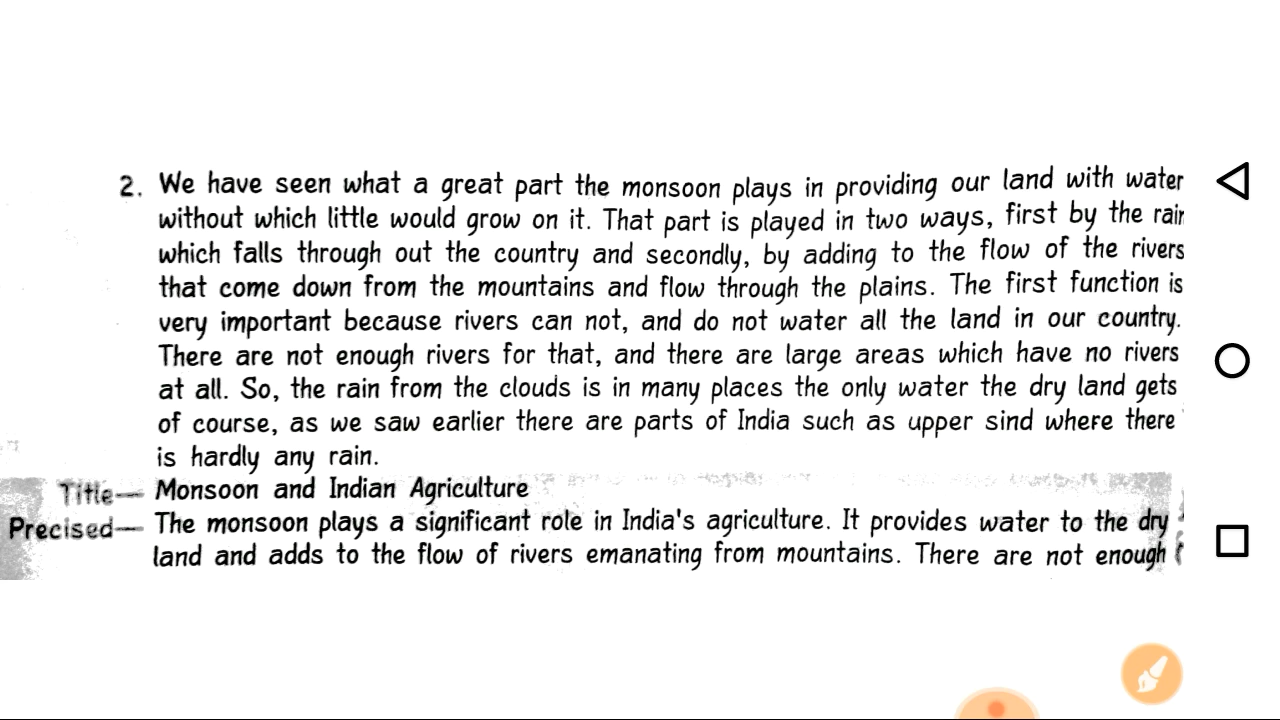 2. We have seen what a great part the monsoon plays in providing our land with water
without which little would grow on it. That part is played in two ways, first by the rain
which falls through out the country and secondly, by adding to the flow of the rivers
that come down from the mountains and flow through the plains. The first function is
very important because rivers can not, and do not water all the land in our country.
There are not enough rivers for that, and there are large areas which have no rivers
at all. So, the rain from the clouds is in many places the only water the dry land gets
of course, as we saw earlier there are parts of India such as upper sind where there
is hardly any rain.
Title— Monsoon and Indian Agriculture
Precised— The monsoon plays a significant role in India's agriculture. It provides water to the dry
land and adds to the flow of rivers emanating from mountains. There are not enough